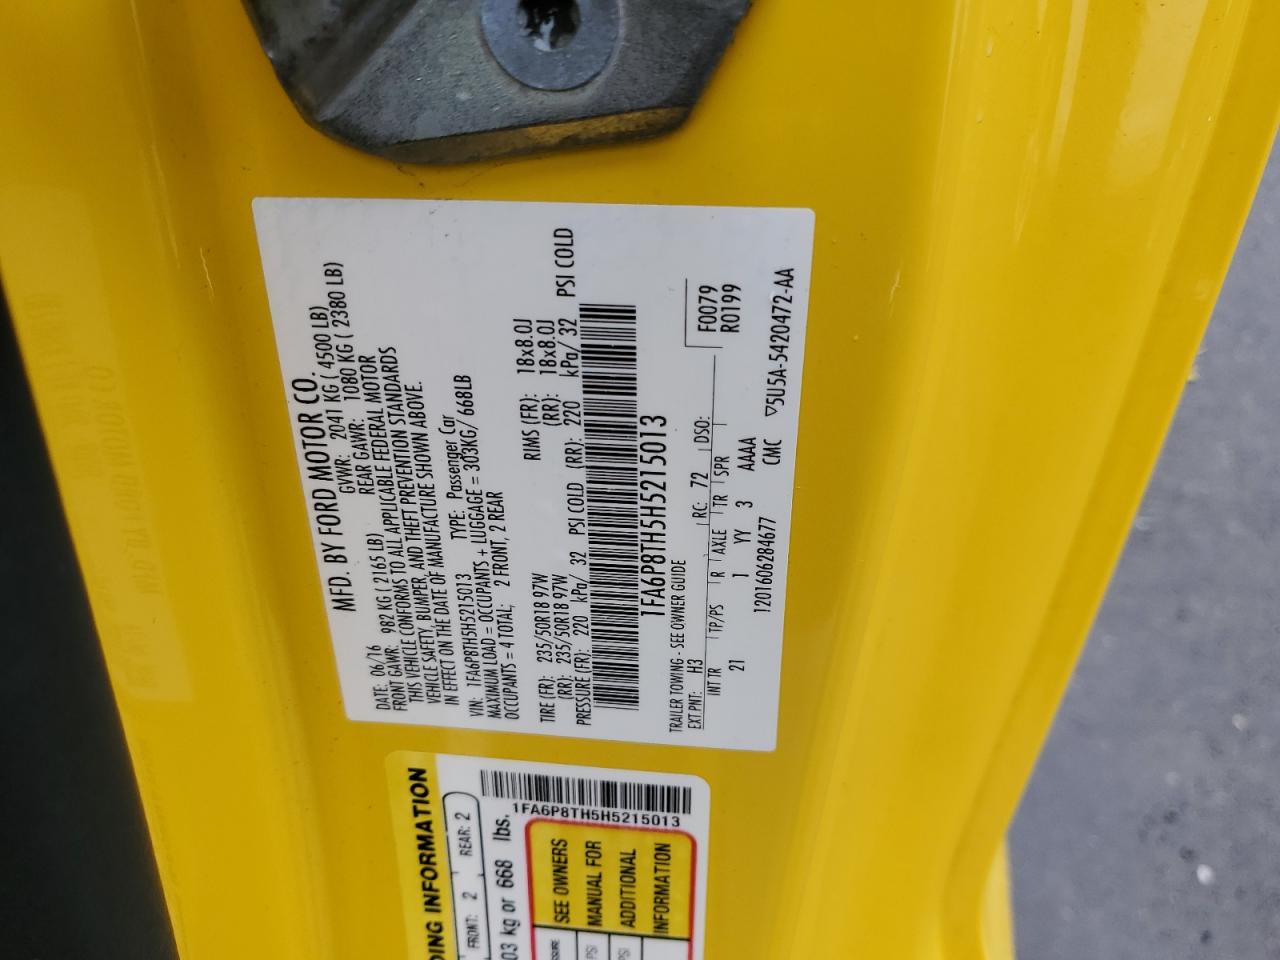 MFD. BY FORD MOTOR CO.
DATE: 06/16 GVWR: 2041 KG ( 4500 LB)
FRONT GAWR: 982 KG ( 2165 LB) REAR GAWR: 1080 KG ( 2380 LB)
THIS VEHICLE CONFORMS TO ALL APPLICABLE FEDERAL MOTOR
VEHICLE SAFETY, BUMPER, AND THEFT PREVENTION STANDARDS
IN EFFECT ON THE DATE OF MANUFACTURE SHOWN ABOVE.
VIN: 1FA6P8TH5H5215013 TYPE: Passenger Car
MAXIMUM LOAD = OCCUPANTS + LUGGAGE = 303KG/ 668LB
OCCUPANTS = 4 TOTAL; 2 FRONT, 2 REAR
TIRE (FR): 235/50R18 97W RIMS (FR): 18x8.0J
(RR): 235/50R18 97W (RR): 18x8.0J
PRESSURE (FR): 220 kPa/ 32 PSI COLD (RR): 220 kPa/ 32 PSI COLD
1FA6P8TH5H5215013
TRAILER TOWING - SEE OWNER GUIDE
EXT PNT: H3 RC: 72 DSO: F0079
R0199
INT TR TP/PS R AXLE TR SPR
21 1 YY 3 AAAA
CMC
1201606284677 ▽5U5A-5420472-AA
DING INFORMATION
FRONT: 2 REAR: 2
03 kg or 668 lbs.
1FA6P8TH5H5215013
SEE OWNERS
MANUAL FOR
ADDITIONAL
INFORMATION
PSI
PSI